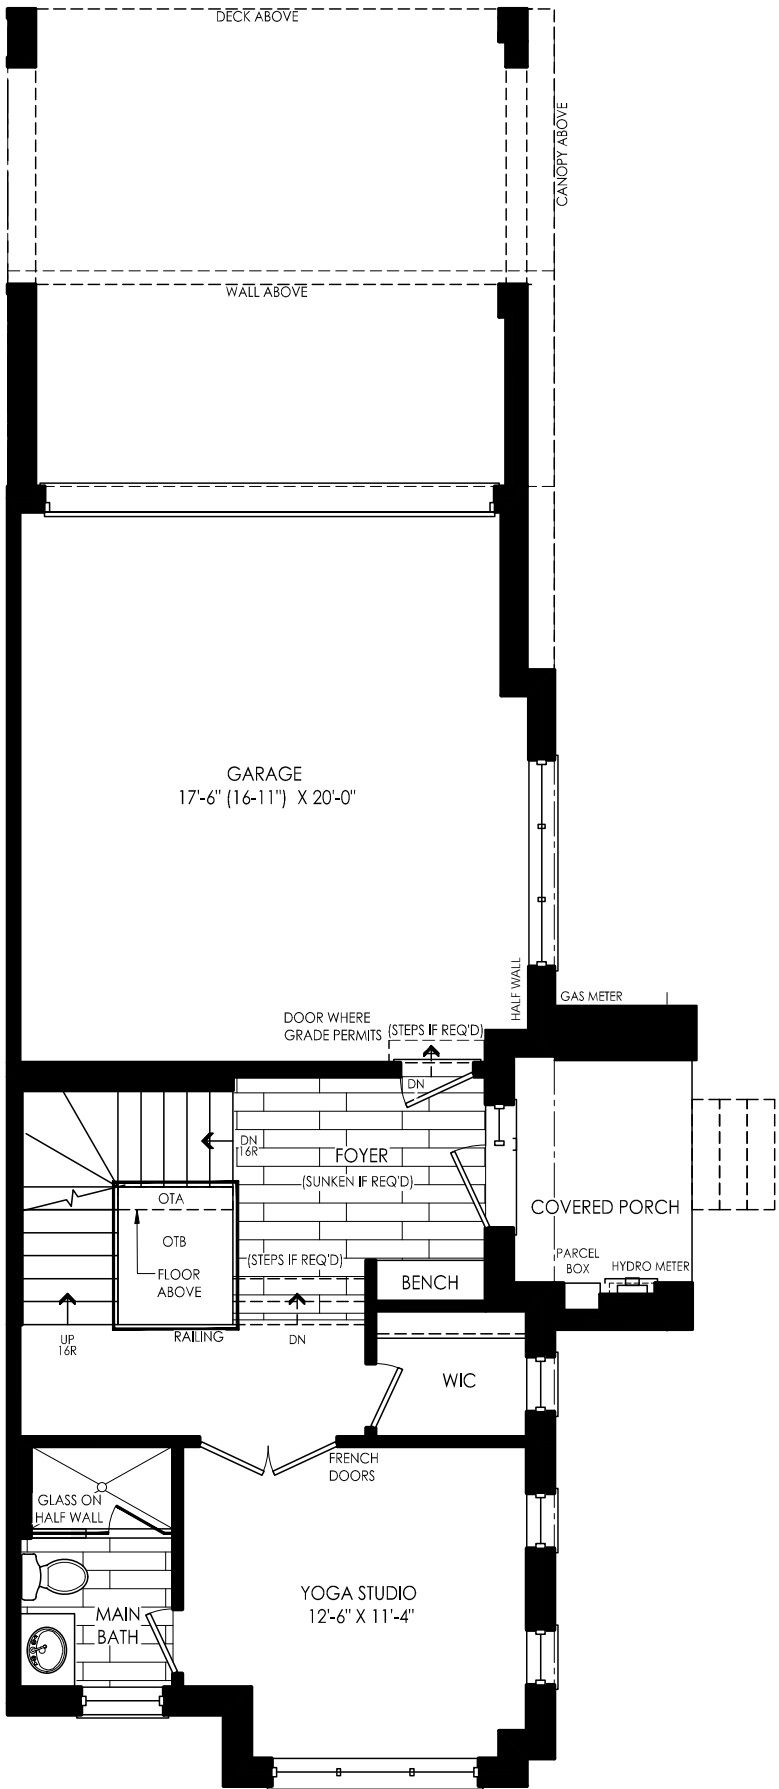 DECK ABOVE
CANOPY ABOVE
WALL ABOVE
GARAGE
17'-6" (16-11") X 20'-0"
HALF WALL
GAS METER
DOOR WHERE
GRADE PERMITS
(STEPS IF REQ'D)
DN
DN
16R
FOYER
(SUNKEN IF REQ'D)
OTA
OTB
FLOOR
ABOVE
(STEPS IF REQ'D)
COVERED PORCH
PARCEL
BOX
HYDRO METER
BENCH
UP
16R
RAILING
DN
WIC
FRENCH
DOORS
GLASS ON
HALF WALL
MAIN
BATH
YOGA STUDIO
12'-6" X 11'-4"